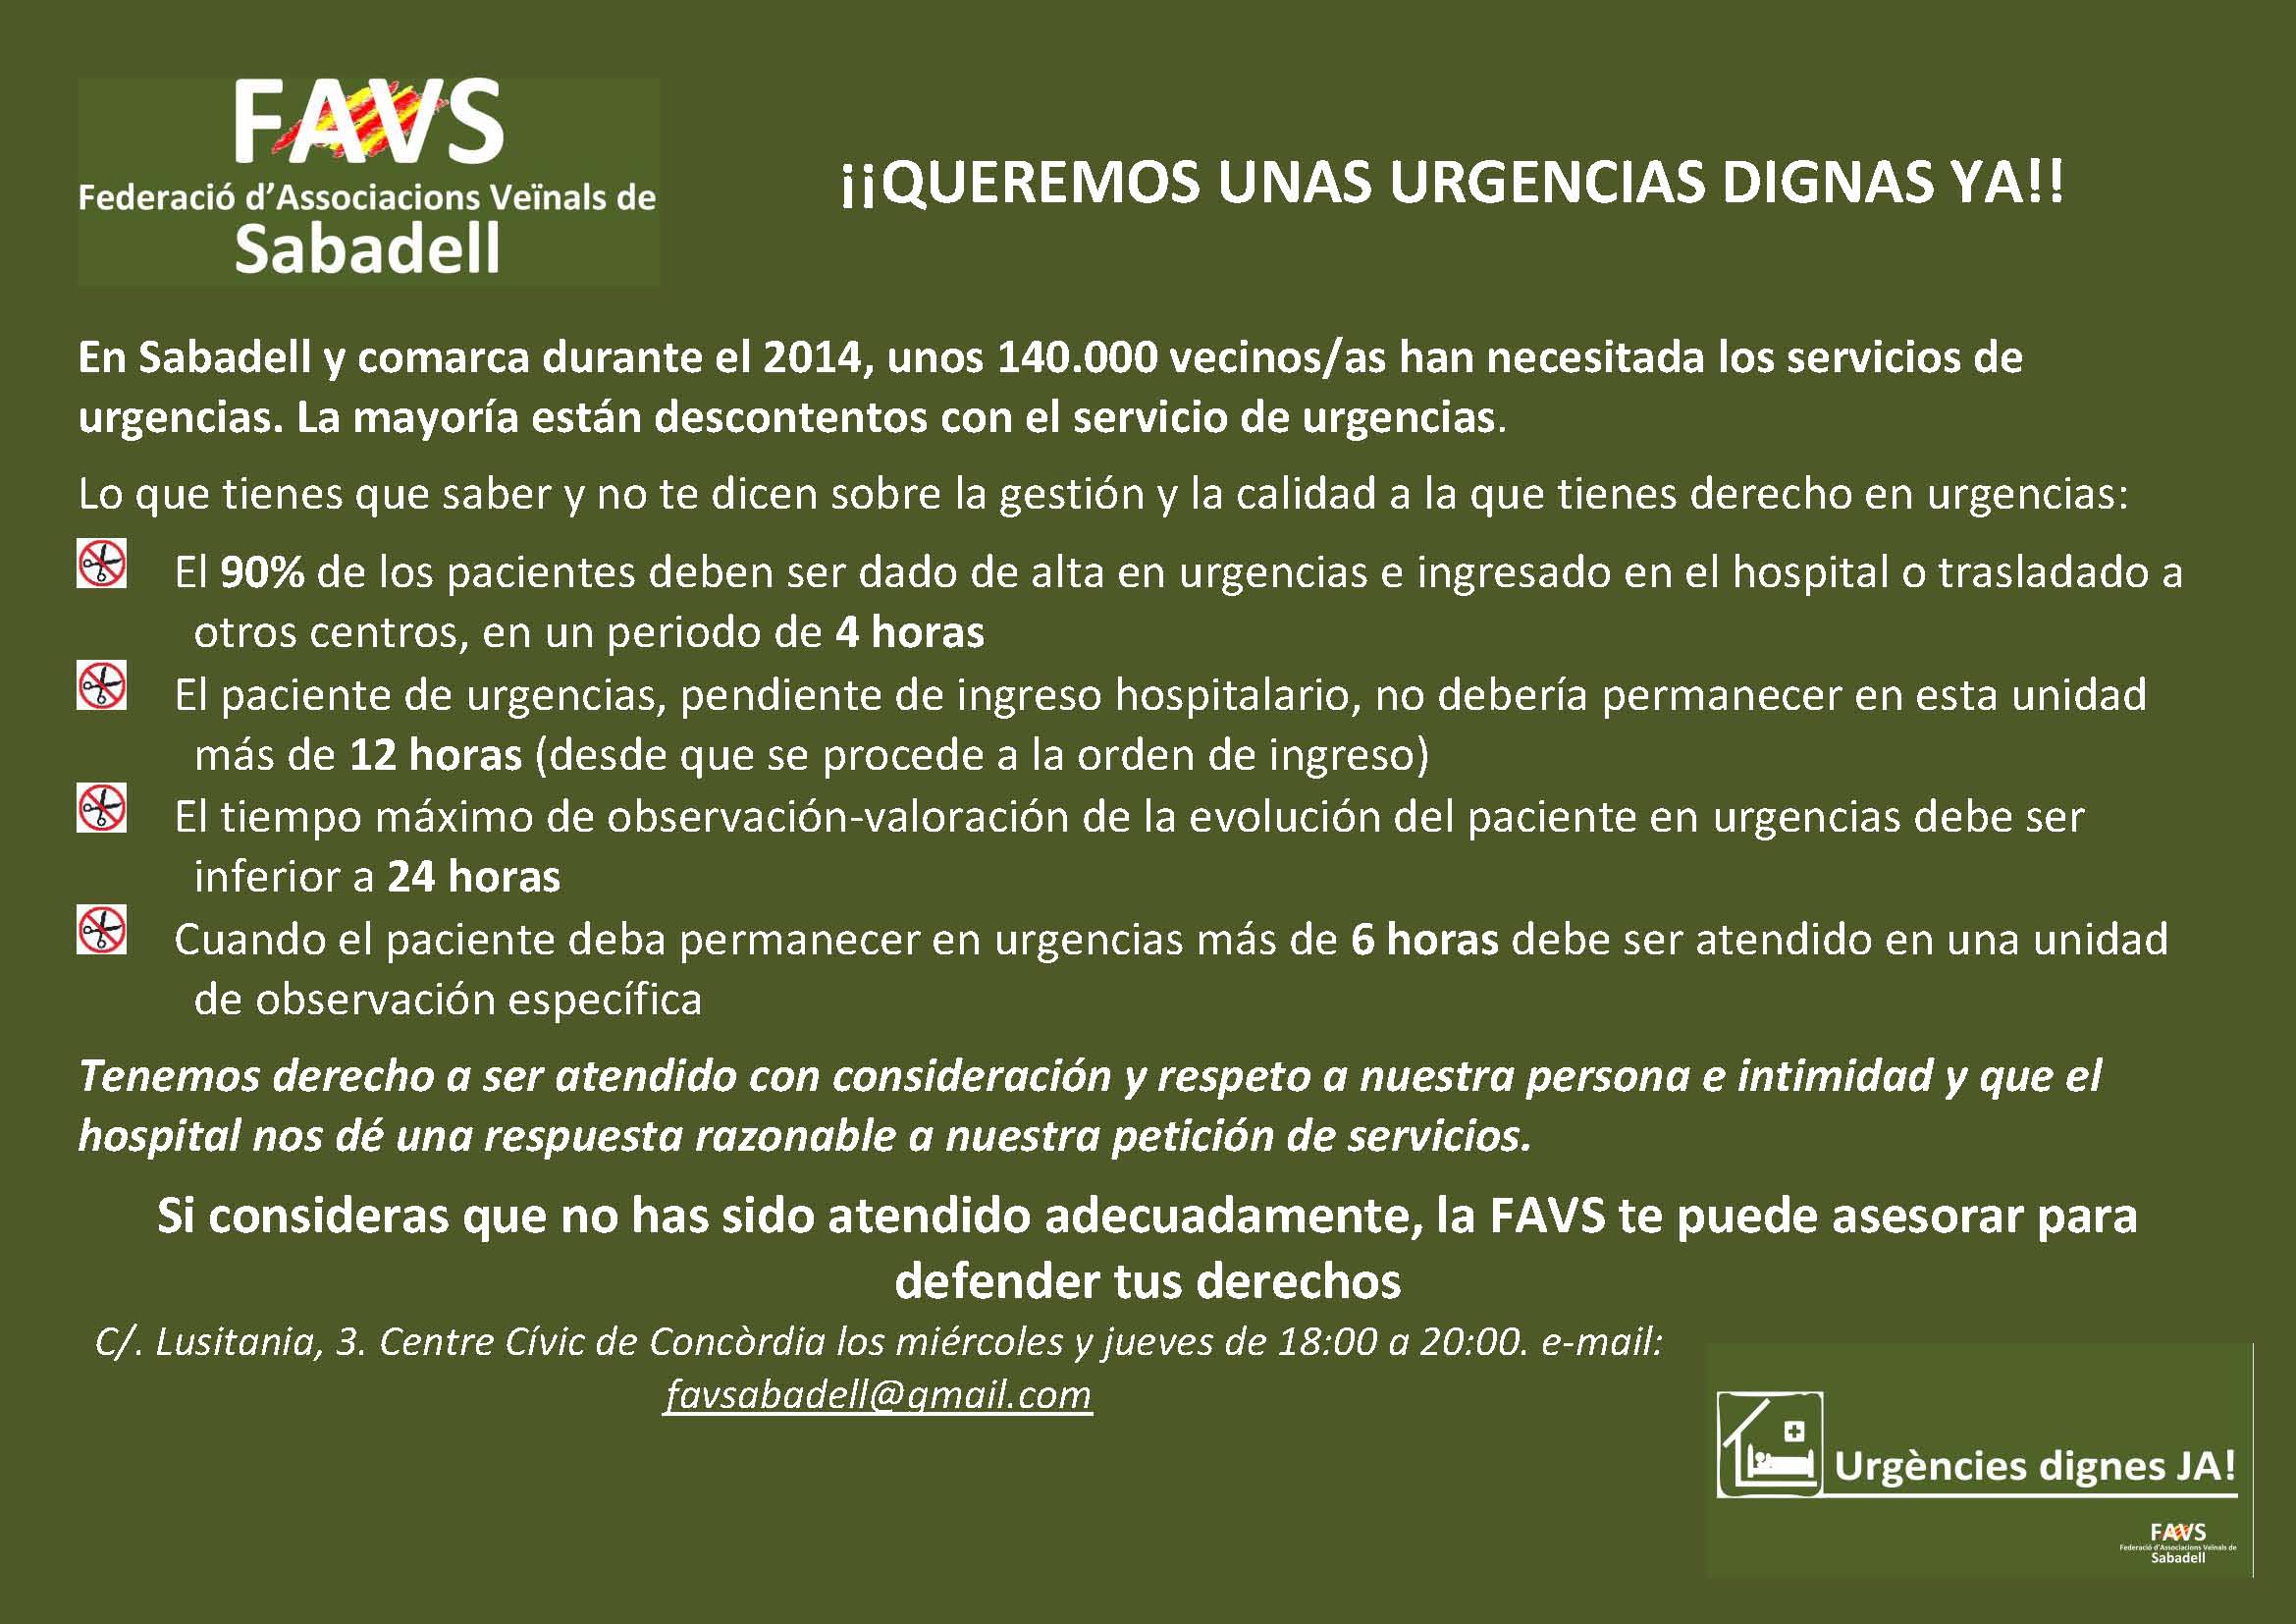 FAVS
Federació d'Associacions Veïnals de
Sabadell
¡¡QUEREMOS UNAS URGENCIAS DIGNAS YA!!
En Sabadell y comarca durante el 2014, unos 140.000 vecinos/as han necesitada los servicios de
urgencias. La mayoría están descontentos con el servicio de urgencias.
Lo que tienes que saber y no te dicen sobre la gestión y la calidad a la que tienes derecho en urgencias:
El 90% de los pacientes deben ser dado de alta en urgencias e ingresado en el hospital o trasladado a
otros centros, en un periodo de 4 horas
El paciente de urgencias, pendiente de ingreso hospitalario, no debería permanecer en esta unidad
más de 12 horas (desde que se procede a la orden de ingreso)
El tiempo máximo de observación-valoración de la evolución del paciente en urgencias debe ser
inferior a 24 horas
Cuando el paciente deba permanecer en urgencias más de 6 horas debe ser atendido en una unidad
de observación específica
Tenemos derecho a ser atendido con consideración y respeto a nuestra persona e intimidad y que el
hospital nos dé una respuesta razonable a nuestra petición de servicios.
Si consideras que no has sido atendido adecuadamente, la FAVS te puede asesorar para
defender tus derechos
C/. Lusitania, 3. Centre Cívic de Concòrdia los miércoles y jueves de 18:00 a 20:00. e-mail:
favsabadell@gmail.com
Urgències dignes JA!
FAVS
Federació d'Associacions Veïnals de
Sabadell